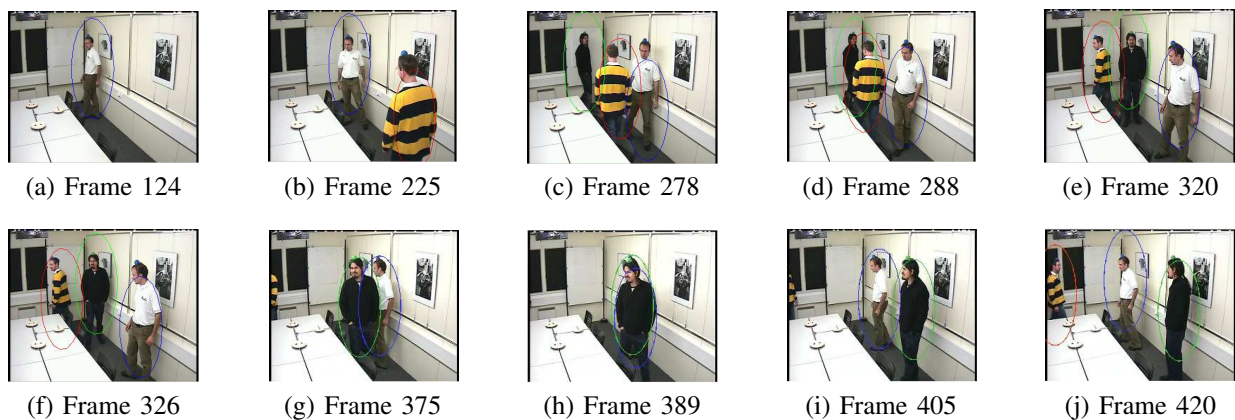 (a) Frame 124
(b) Frame 225
(c) Frame 278
(d) Frame 288
(e) Frame 320
(f) Frame 326
(g) Frame 375
(h) Frame 389
(i) Frame 405
(j) Frame 420